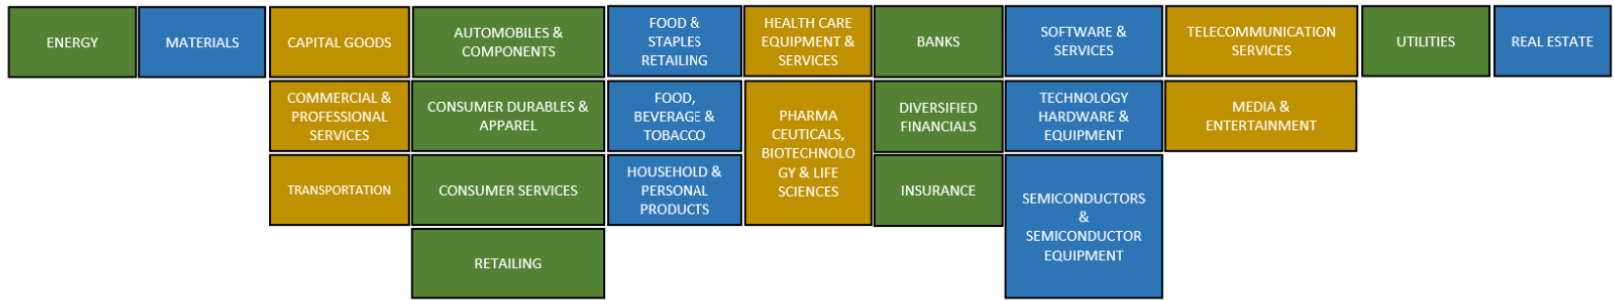 ENERGY
MATERIALS
CAPITAL GOODS
AUTOMOBILES &
COMPONENTS
FOOD &
STAPLES
RETAILING
HEALTH CARE
EQUIPMENT &
SERVICES
BANKS
SOFTWARE &
SERVICES
TELECOMMUNICATION
SERVICES
UTILITIES
REAL ESTATE
COMMERCIAL &
PROFESSIONAL
SERVICES
CONSUMER DURABLES &
APPAREL
FOOD,
BEVERAGE &
TOBACCO
PHARMA
CEUTICALS,
BIOTECHNOLO
GY & LIFE
SCIENCES
DIVERSIFIED
FINANCIALS
TECHNOLOGY
HARDWARE &
EQUIPMENT
MEDIA &
ENTERTAINMENT
TRANSPORTATION
CONSUMER SERVICES
HOUSEHOLD &
PERSONAL
PRODUCTS
INSURANCE
SEMICONDUCTORS
&
SEMICONDUCTOR
EQUIPMENT
RETAILING